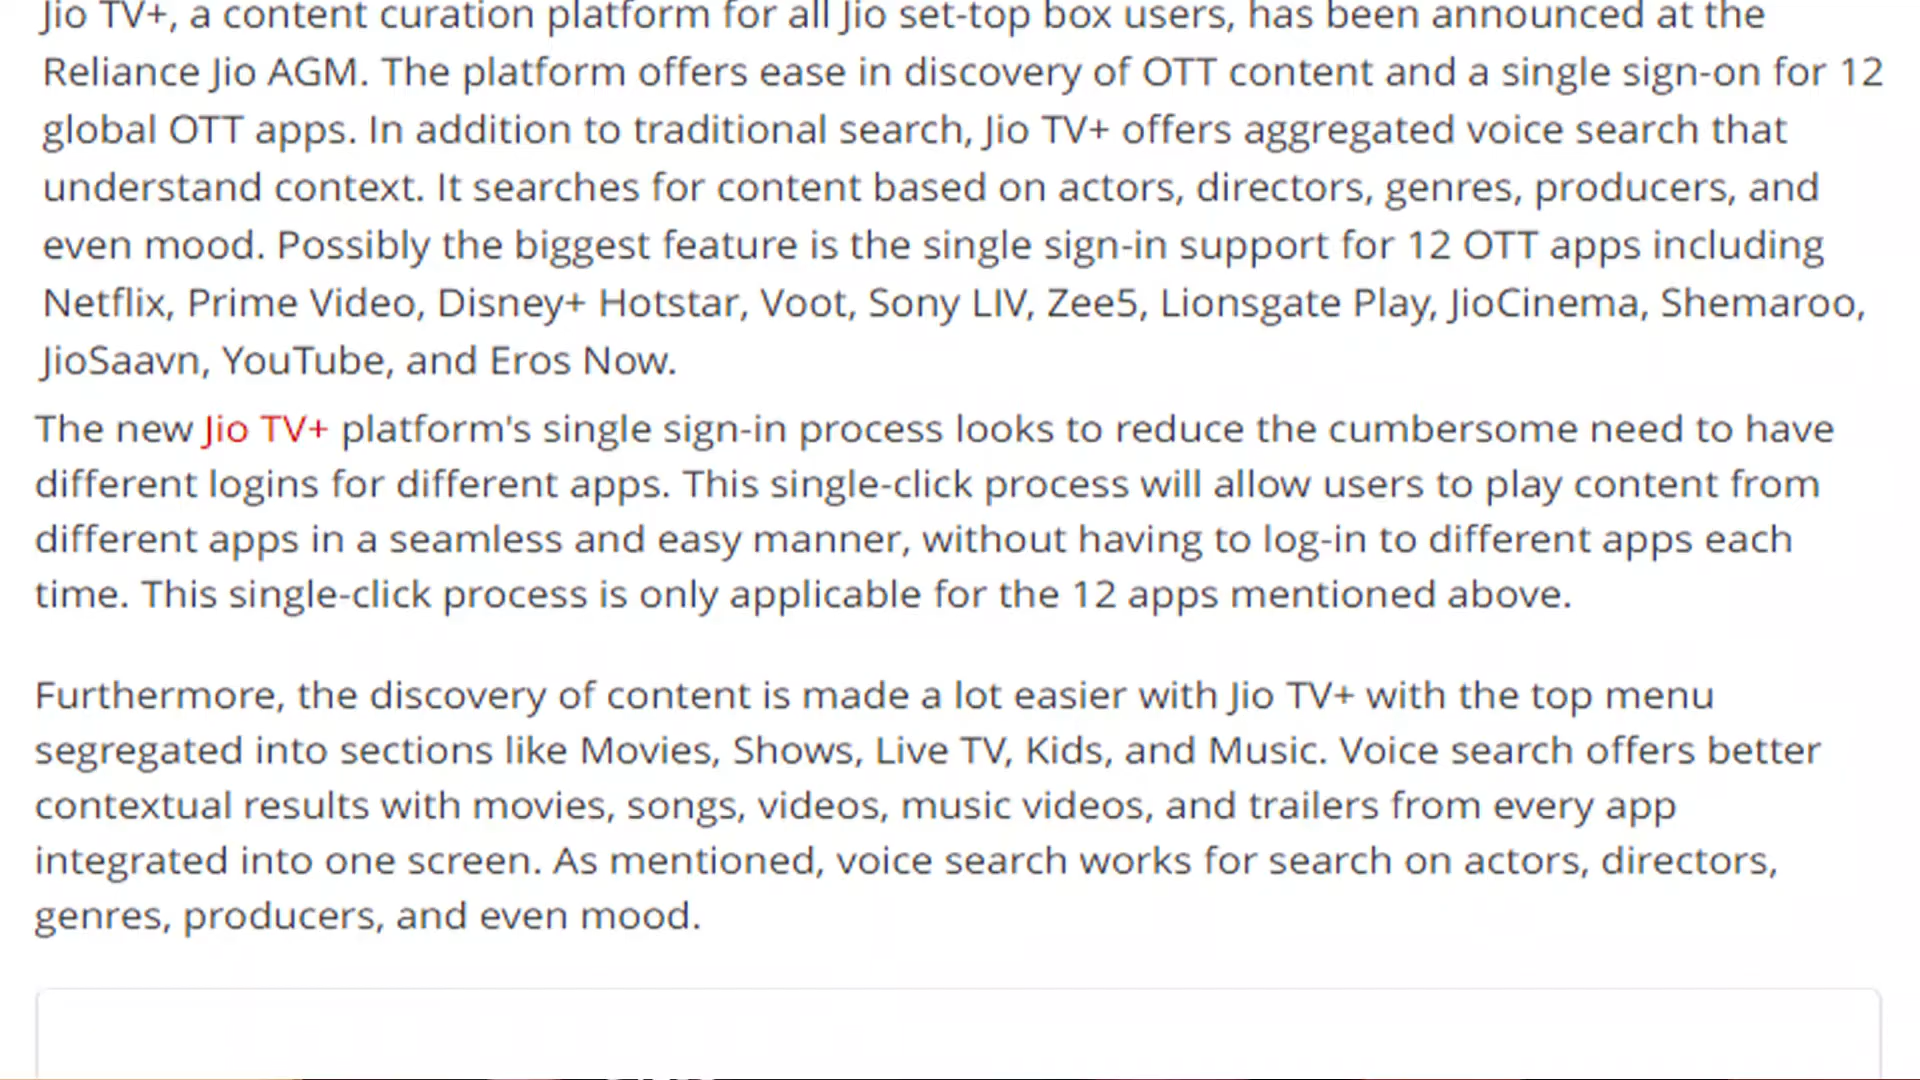 Jio TV+, a content curation platform for all Jio set-top box users, has been announced at the
Reliance Jio AGM. The platform offers ease in discovery of OTT content and a single sign-on for 12
global OTT apps. In addition to traditional search, Jio TV+ offers aggregated voice search that
understand context. It searches for content based on actors, directors, genres, producers, and
even mood. Possibly the biggest feature is the single sign-in support for 12 OTT apps including
Netflix, Prime Video, Disney+ Hotstar, Voot, Sony LIV, Zee5, Lionsgate Play, JioCinema, Shemaroo,
JioSaavn, YouTube, and Eros Now.
The new Jio TV+ platform's single sign-in process looks to reduce the cumbersome need to have
different logins for different apps. This single-click process will allow users to play content from
different apps in a seamless and easy manner, without having to log-in to different apps each
time. This single-click process is only applicable for the 12 apps mentioned above.
Furthermore, the discovery of content is made a lot easier with Jio TV+ with the top menu
segregated into sections like Movies, Shows, Live TV, Kids, and Music. Voice search offers better
contextual results with movies, songs, videos, music videos, and trailers from every app
integrated into one screen. As mentioned, voice search works for search on actors, directors,
genres, producers, and even mood.